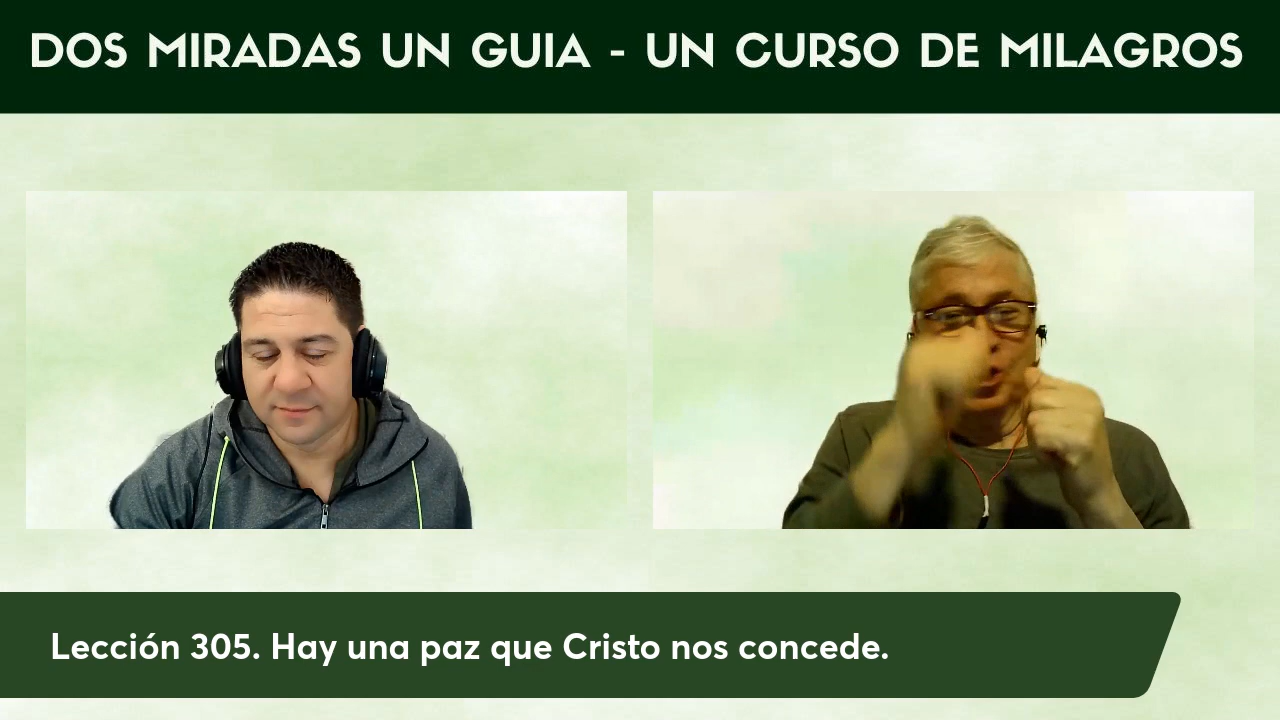 DOS MIRADAS UN GUIA - UN CURSO DE MILAGROS
Lección 305. Hay una paz que Cristo nos concede.